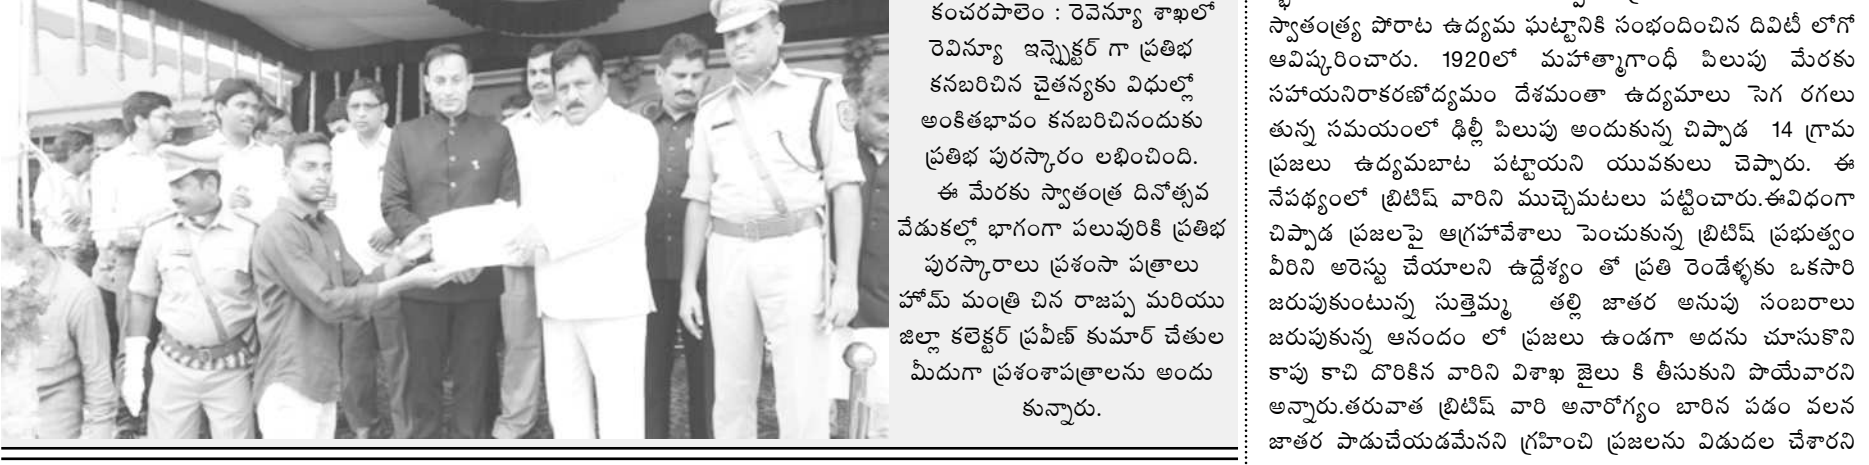 కంచరపాలెం : రెవెన్యూ శాఖలో
రెవిన్యూ ఇన్స్పెక్టర్ గా ప్రతిభ
కనబరిచిన చైతన్యకు విధుల్లో
అంకితభావం కనబరిచినందుకు
ప్రతిభ పురస్కారం లభించింది.
ఈ మేరకు స్వాతంత్ర దినోత్సవ
వేడుకల్లో భాగంగా పలువురికి ప్రతిభ
పురస్కారాలు ప్రశంసా పత్రాలు
హోమ్ మంత్రి చిన రాజప్ప మరియు
జిల్లా కలెక్టర్ ప్రవీణ్ కుమార్ చేతుల
మీదుగా ప్రశంశాపత్రాలను అందు
కున్నారు.
స్వాతంత్ర్య పోరాట ఉద్యమ ఘట్టానికి సంభందించిన దివిటీ లోగో
ఆవిష్కరించారు. 1920లో మహాత్మాగాంధీ పిలుపు మేరకు
సహాయనిరాకరణోద్యమం దేశమంతా ఉద్యమాలు సెగ రగలు
తున్న సమయంలో ఢిల్లీ పిలుపు అందుకున్న చిప్పాడ 14 గ్రామ
ప్రజలు ఉద్యమబాట పట్టాయని యువకులు చెప్పారు. ఈ
నేపథ్యంలో బ్రిటిష్ వారిని ముచ్చెమటలు పట్టించారు.ఈవిధంగా
చిప్పాడ ప్రజలపై ఆగ్రహావేశాలు పెంచుకున్న బ్రిటిష్ ప్రభుత్వం
వీరిని అరెస్టు చేయాలని ఉద్దేశ్యం తో ప్రతి రెండేళ్ళకు ఒకసారి
జరుపుకుంటున్న సుత్తెమ్మ తల్లి జాతర అనుపు సంబరాలు
జరుపుకున్న ఆనందం లో ప్రజలు ఉండగా అదను చూసుకొని
కాపు కాచి దొరికిన వారిని విశాఖ జైలు కి తీసుకుని పొయేవారని
అన్నారు.తరువాత బ్రిటిష్ వారి అనారోగ్యం బారిన పడం వలన
జాతర పాడుచేయడమేనని గ్రహించి ప్రజలను విడుదల చేశారని